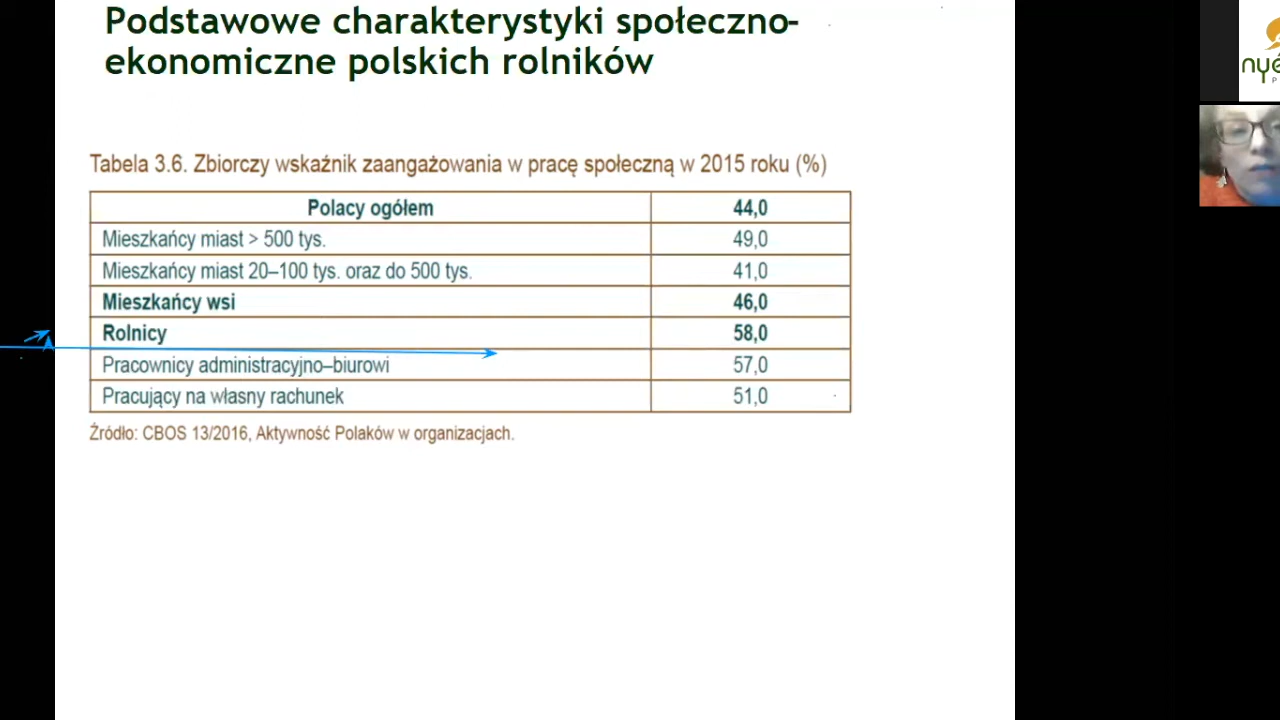 Podstawowe charakterystyki społeczno-
ekonomiczne polskich rolników
Tabela 3.6. Zbiorczy wskaźnik zaangażowania w pracę społeczną w 2015 roku (%)
Polacy ogółem 44,0
Mieszkańcy miast > 500 tys. 49,0
Mieszkańcy miast 20–100 tys. oraz do 500 tys. 41,0
Mieszkańcy wsi 46,0
Rolnicy 58,0
Pracownicy administracyjno–biurowi 57,0
Pracujący na własny rachunek 51,0
Źródło: CBOS 13/2016, Aktywność Polaków w organizacjach.